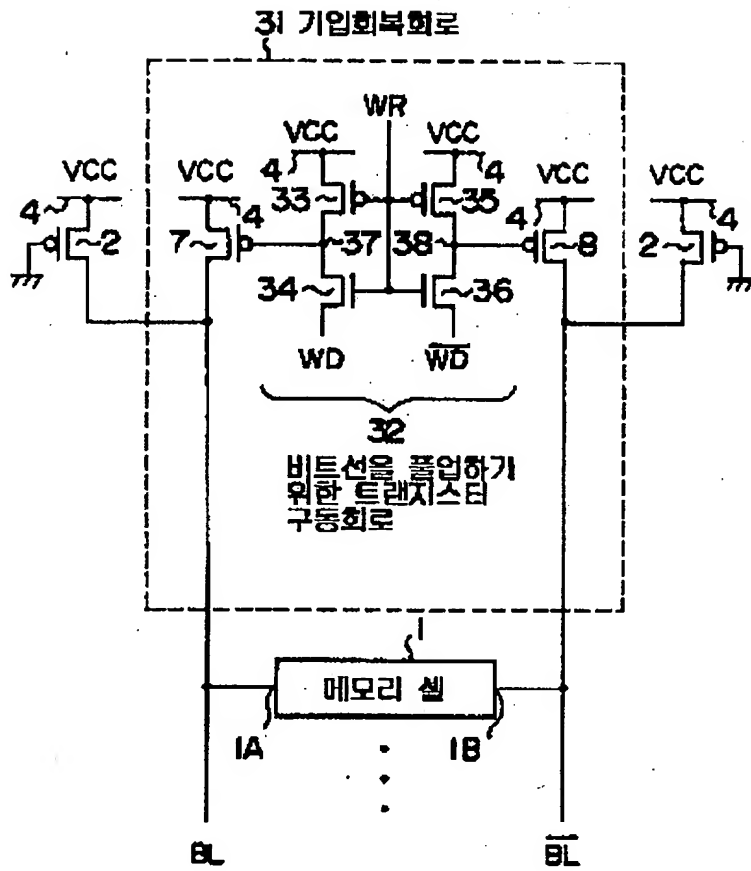 31 기입회복회로
WR
VCC VCC
VCC VCC VCC VCC
4 4
33 35
4 4 4 4
2 7 37 38 8 2
34 36
WD W̅D̅
32
비트선을 풀업하기
위한 트랜지스터
구동회로
1
메모리 셀
1A 1B
BL B̅L̅